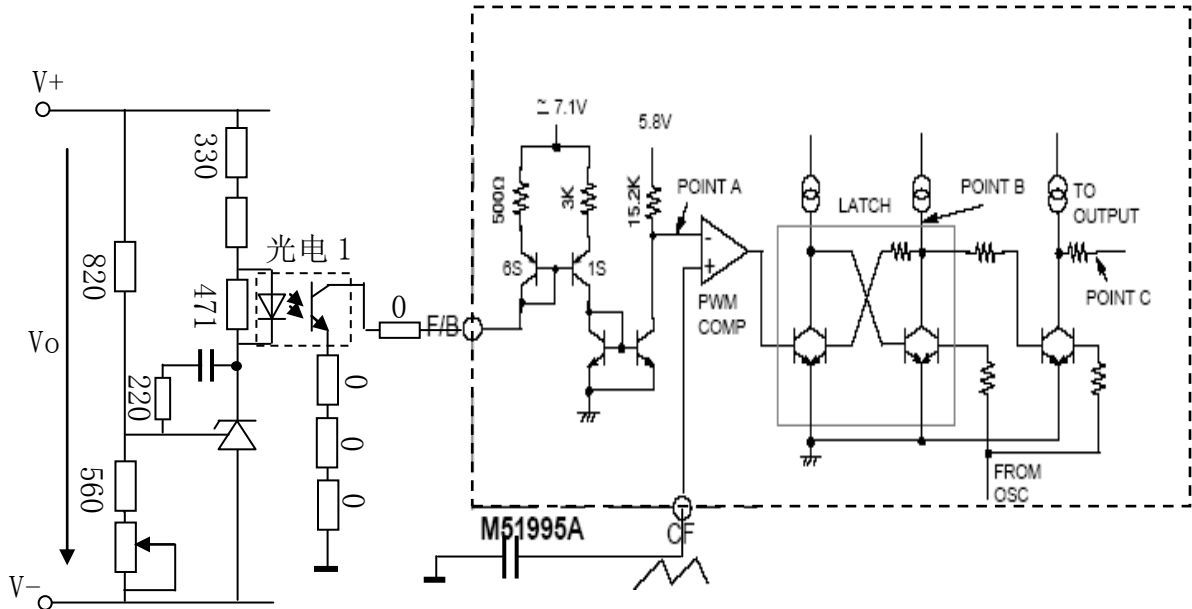 V+
330
820
光电 1
471
Vo
220
560
V-
0
F/B
0
0
0
≃ 7.1V
5.8V
500Ω
3K
15.2K
POINT A
6S
1S
PWM
COMP
LATCH
POINT B
TO
OUTPUT
POINT C
FROM
OSC
M51995A
CF